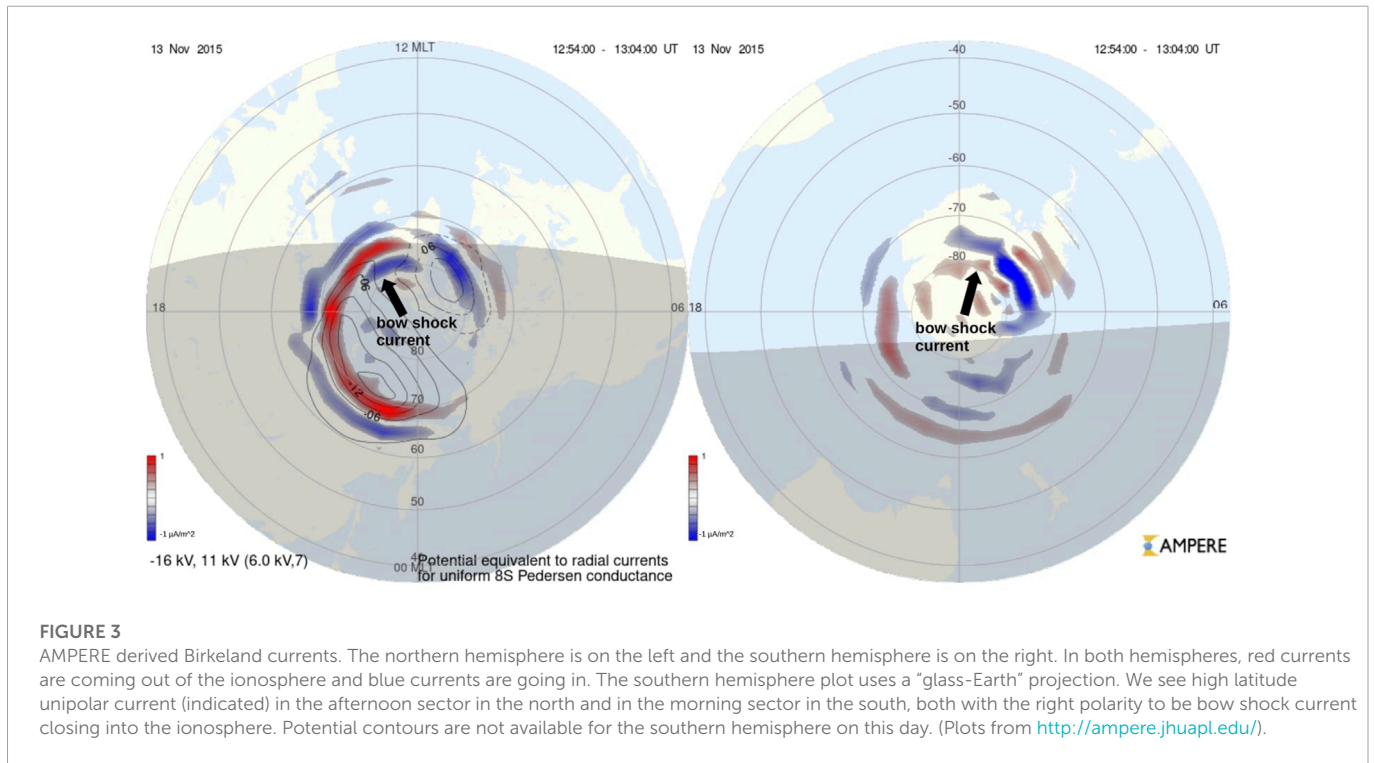 13 Nov 2015
12 MLT
12:54:00 - 13:04:00 UT
13 Nov 2015
-40
12:54:00 - 13:04:00 UT
-50
-60
-70
-80
06
-06
18
06
18
06
bow shock
current
bow shock
current
80
-12
70
-06
60
50
1
-1 μA/m^2
1
-1 μA/m^2
-16 kV, 11 kV (6.0 kV,7)
40
00 MLT
Potential equivalent to radial currents
for uniform 8S Pedersen conductance
AMPERE
FIGURE 3
AMPERE derived Birkeland currents. The northern hemisphere is on the left and the southern hemisphere is on the right. In both hemispheres, red currents
are coming out of the ionosphere and blue currents are going in. The southern hemisphere plot uses a “glass-Earth” projection. We see high latitude
unipolar current (indicated) in the afternoon sector in the north and in the morning sector in the south, both with the right polarity to be bow shock current
closing into the ionosphere. Potential contours are not available for the southern hemisphere on this day. (Plots from http://ampere.jhuapl.edu/).